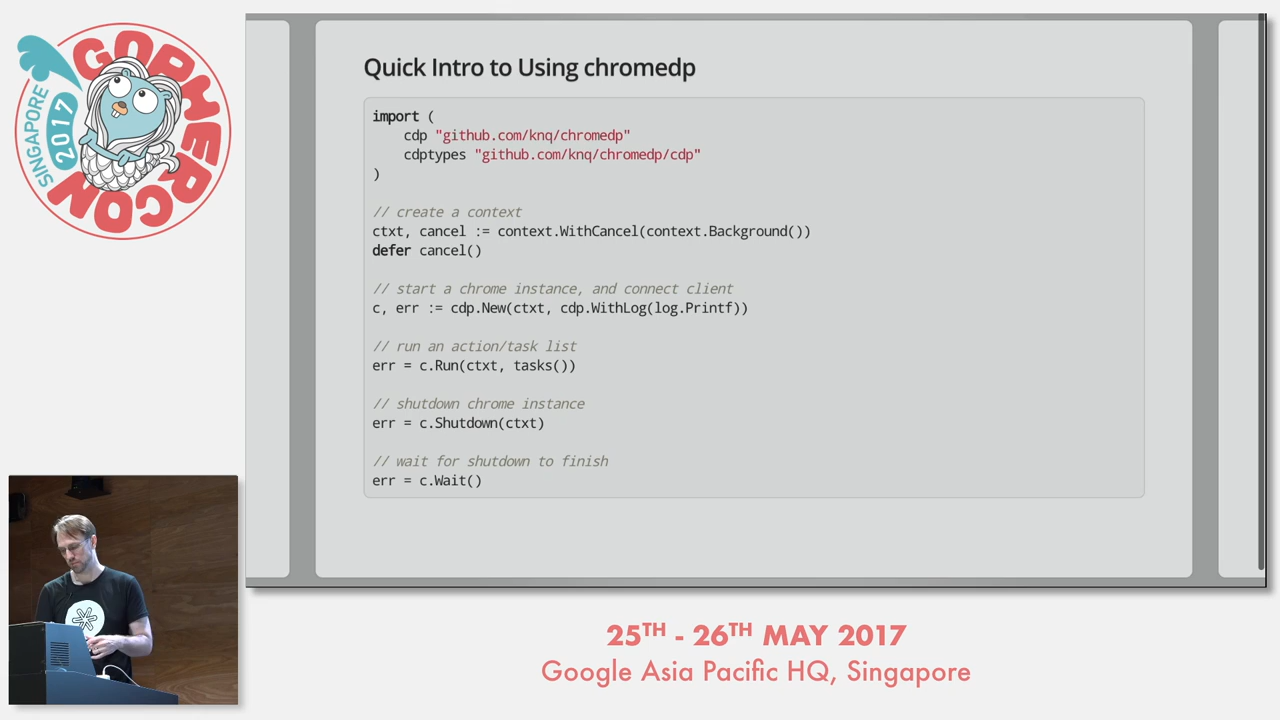 GOPHERCON
SINGAPORE
2017
Quick Intro to Using chromedp
import (
    cdp "github.com/knq/chromedp"
    cdptypes "github.com/knq/chromedp/cdp"
)
// create a context
ctxt, cancel := context.WithCancel(context.Background())
defer cancel()
// start a chrome instance, and connect client
c, err := cdp.New(ctxt, cdp.WithLog(log.Printf))
// run an action/task list
err = c.Run(ctxt, tasks())
// shutdown chrome instance
err = c.Shutdown(ctxt)
// wait for shutdown to finish
err = c.Wait()
25TH - 26TH MAY 2017
Google Asia Pacific HQ, Singapore